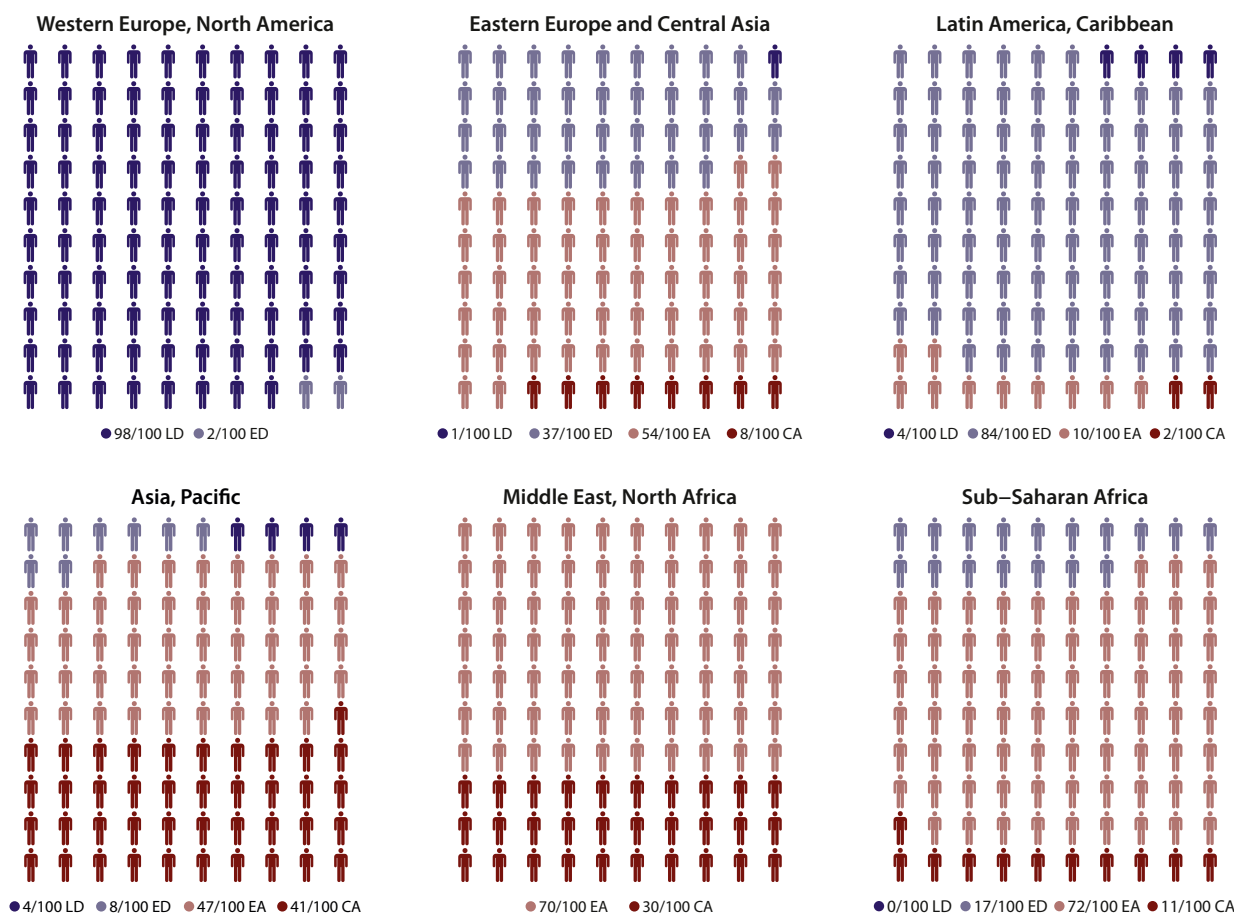 Western Europe, North America
Eastern Europe and Central Asia
Latin America, Caribbean
98/100 LD 2/100 ED
1/100 LD 37/100 ED 54/100 EA 8/100 CA
4/100 LD 84/100 ED 10/100 EA 2/100 CA
Asia, Pacific
Middle East, North Africa
Sub–Saharan Africa
4/100 LD 8/100 ED 47/100 EA 41/100 CA
70/100 EA 30/100 CA
0/100 LD 17/100 ED 72/100 EA 11/100 CA